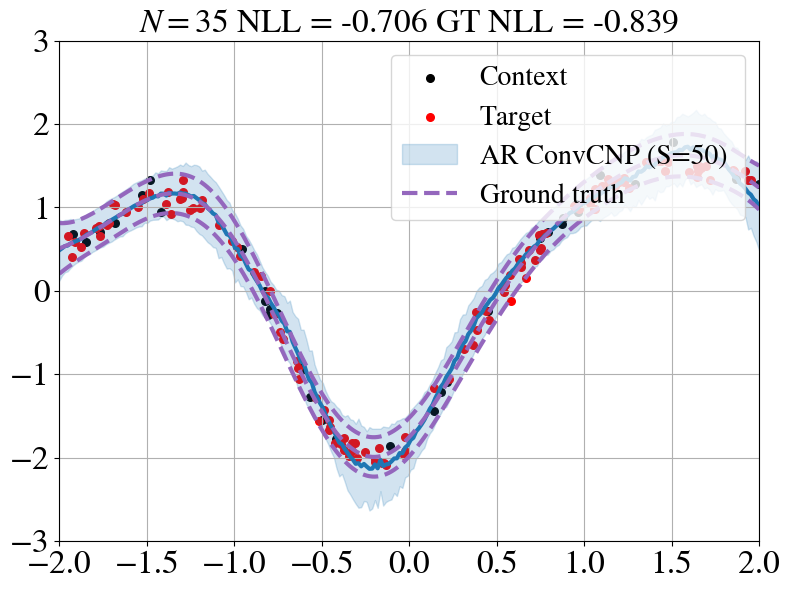 N = 35 NLL = -0.706 GT NLL = -0.839
3
2
1
0
−1
−2
−3
Context
Target
AR ConvCNP (S=50)
Ground truth
−2.0 −1.5 −1.0 −0.5 0.0 0.5 1.0 1.5 2.0